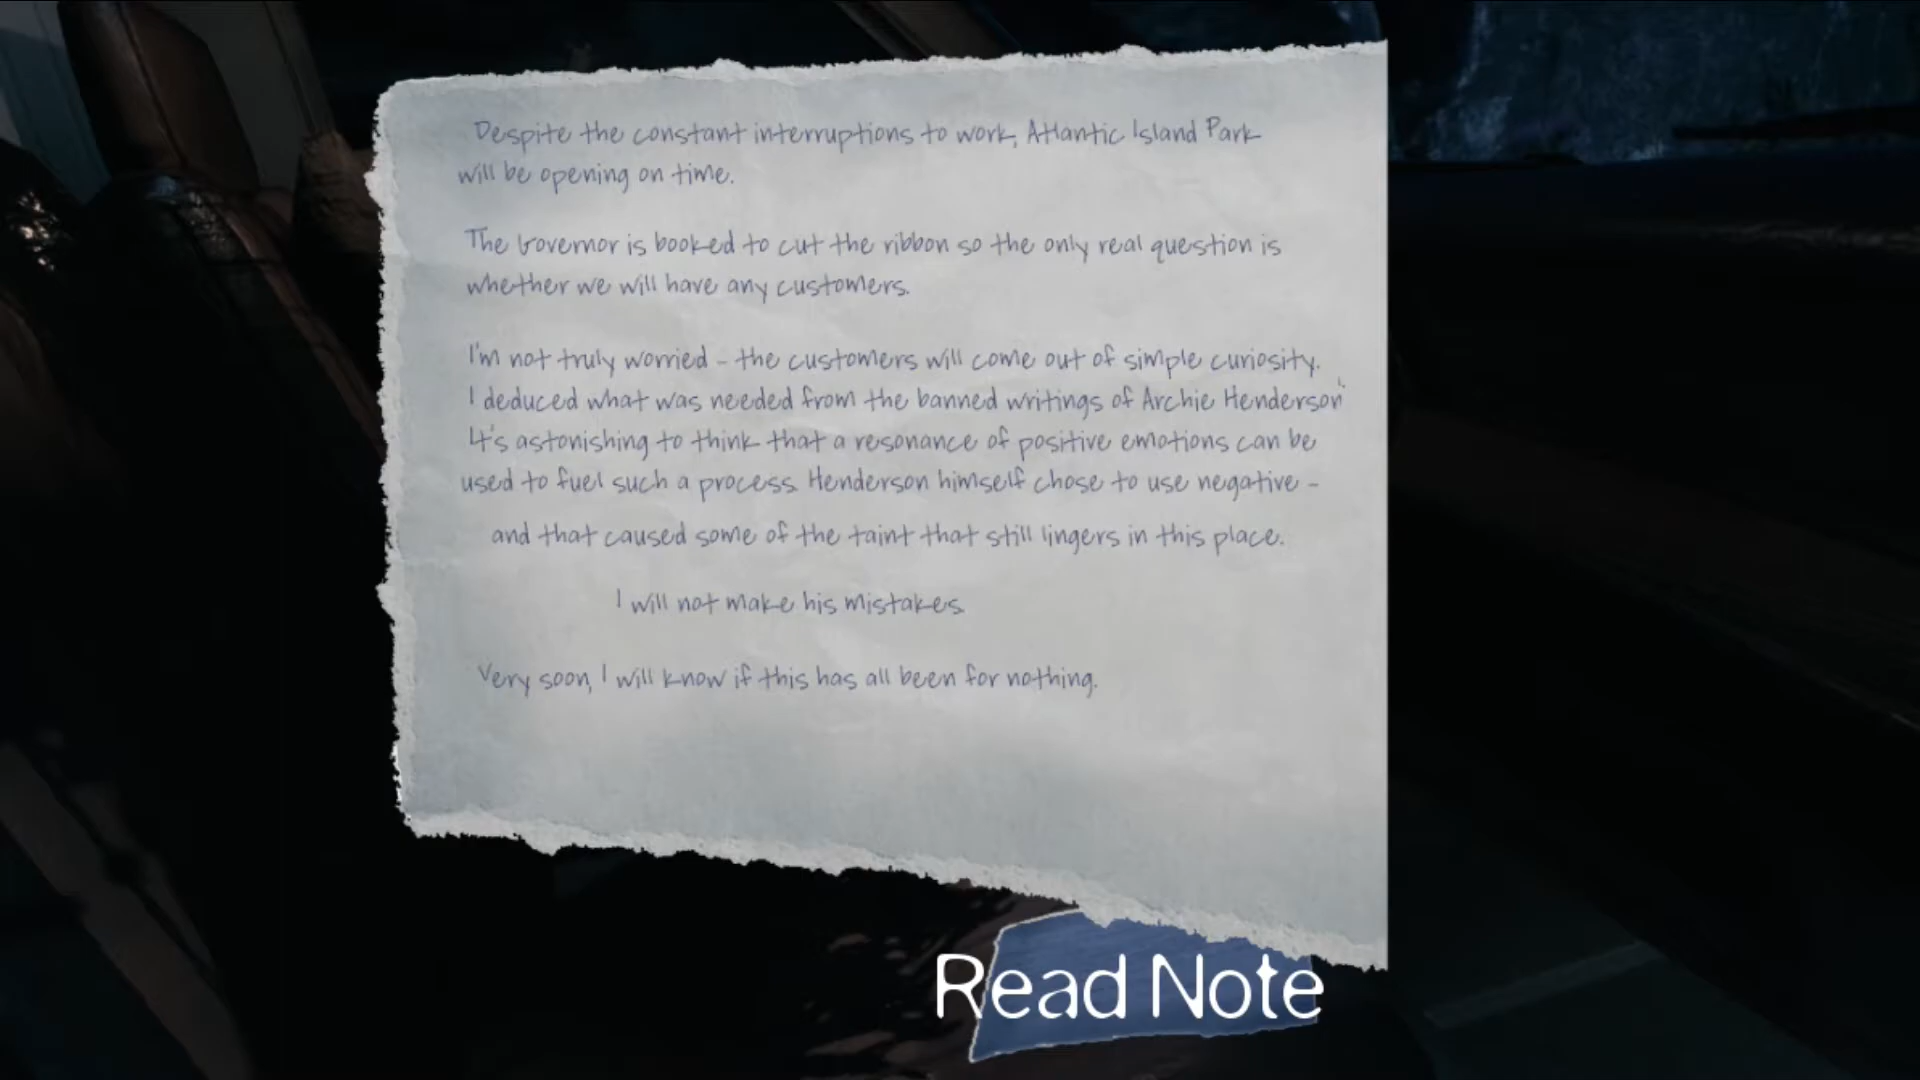 Despite the constant interruptions to work, Atlantic Island Park
will be opening on time.
The Governor is booked to cut the ribbon so the only real question is
whether we will have any customers.
I'm not truly worried - the customers will come out of simple curiosity.
I deduced what was needed from the banned writings of Archie Henderson.
It's astonishing to think that a resonance of positive emotions can be
used to fuel such a process. Henderson himself chose to use negative -
and that caused some of the taint that still lingers in this place.
I will not make his mistakes.
Very soon, I will know if this has all been for nothing.
Read Note